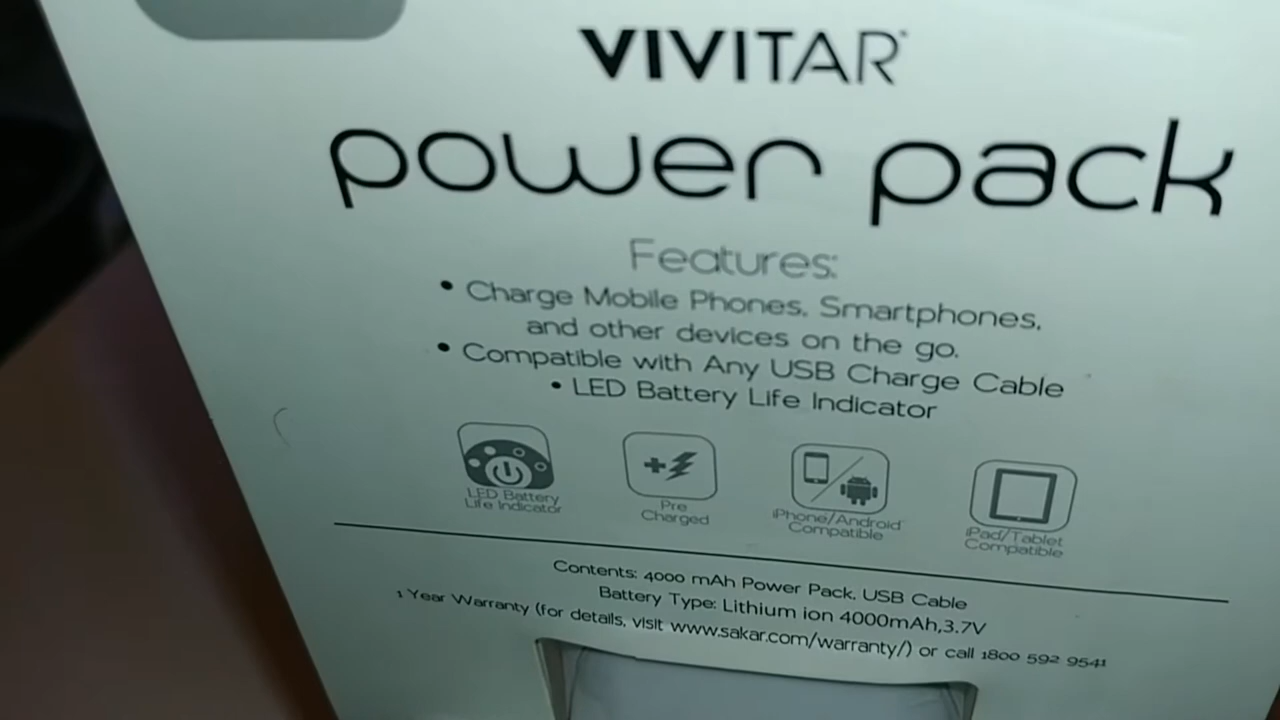 VIVITAR
power pack
Features:
• Charge Mobile Phones, Smartphones,
and other devices on the go.
• Compatible with Any USB Charge Cable
• LED Battery Life Indicator
LED Battery
Life Indicator
Pre
Charged
iPhone/Android
Compatible
iPad/Tablet
Compatible
Contents: 4000 mAh Power Pack, USB Cable
Battery Type: Lithium ion 4000mAh,3.7V
1 Year Warranty (for details, visit www.sakar.com/warranty/) or call 1800 592 9541